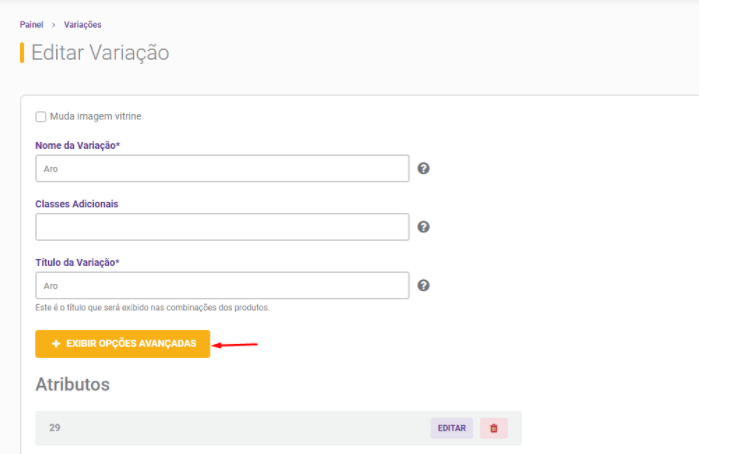 Painel > Variações
Editar Variação
Muda imagem vitrine
Nome da Variação*
Aro
Classes Adicionais
Título da Variação*
Aro
Este é o título que será exibido nas combinações dos produtos.
+ EXIBIR OPÇÕES AVANÇADAS
Atributos
29 EDITAR